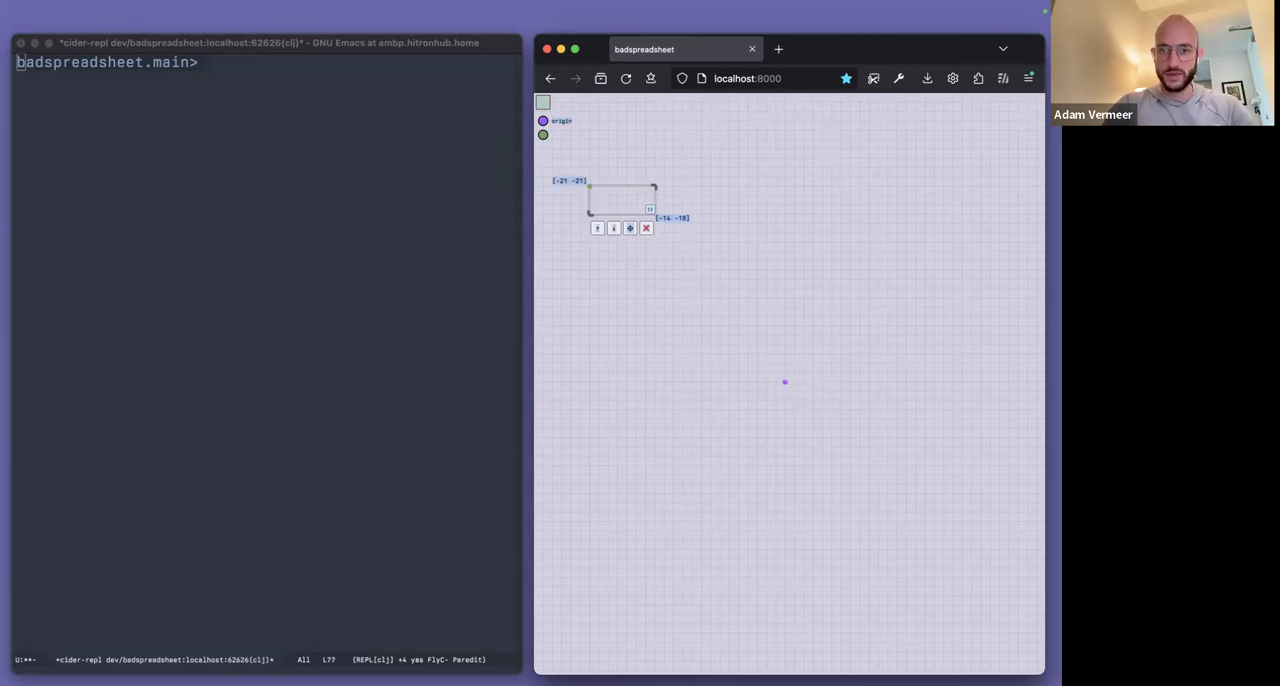 *cider-repl dev/badspreadsheet:localhost:62626(clj)* - GNU Emacs at ambp.hitronhub.home
badspreadsheet.main>
U:**- *cider-repl dev/badspreadsheet:localhost:62626(clj)* All L?? (REPL[clj] +4 yas FlyC- Paredit)
badspreadsheet
localhost:8000
origin
[-21 -21]
[-14 -18]
Adam Vermeer